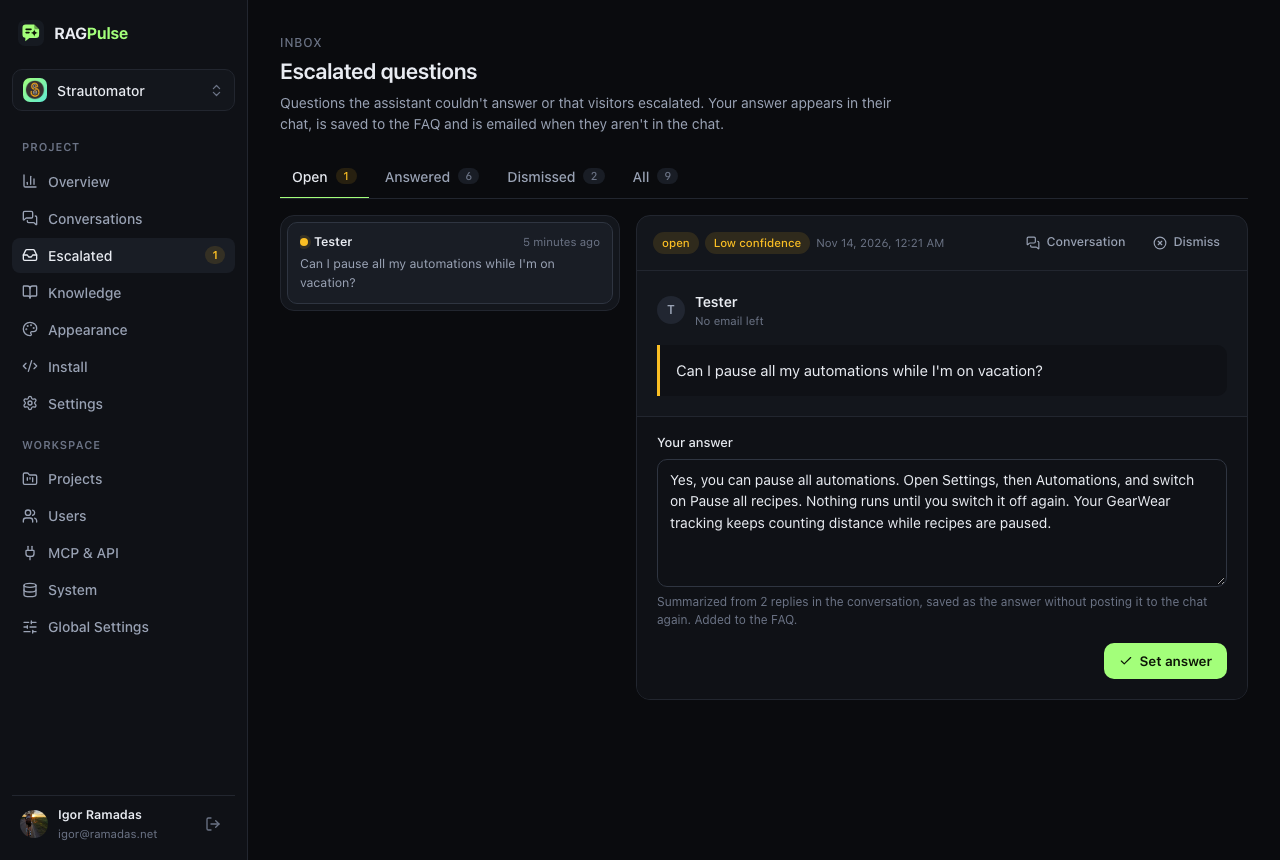 RAGPulse
Strautomator
PROJECT
Overview
Conversations
Escalated 1
Knowledge
Appearance
Install
Settings
WORKSPACE
Projects
Users
MCP & API
System
Global Settings
Igor Ramadas
igor@ramadas.net
INBOX
Escalated questions
Questions the assistant couldn't answer or that visitors escalated. Your answer appears in their
chat, is saved to the FAQ and is emailed when they aren't in the chat.
Open 1 Answered 6 Dismissed 2 All 9
Tester 5 minutes ago
Can I pause all my automations while I'm on
vacation?
open Low confidence Nov 14, 2026, 12:21 AM Conversation Dismiss
T
Tester
No email left
Can I pause all my automations while I'm on vacation?
Your answer
Yes, you can pause all automations. Open Settings, then Automations, and switch
on Pause all recipes. Nothing runs until you switch it off again. Your GearWear
tracking keeps counting distance while recipes are paused.
Summarized from 2 replies in the conversation, saved as the answer without posting it to the chat
again. Added to the FAQ.
Set answer